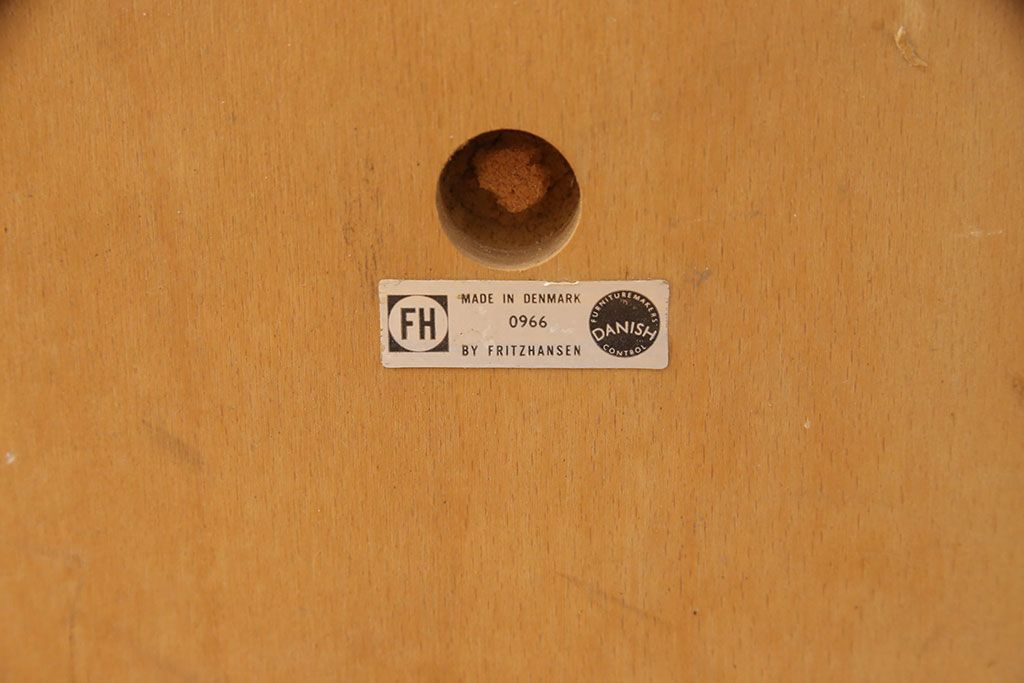 FH
MADE IN DENMARK
0966
BY FRITZHANSEN
FURNITUREMAKERS
DANISH
CONTROL